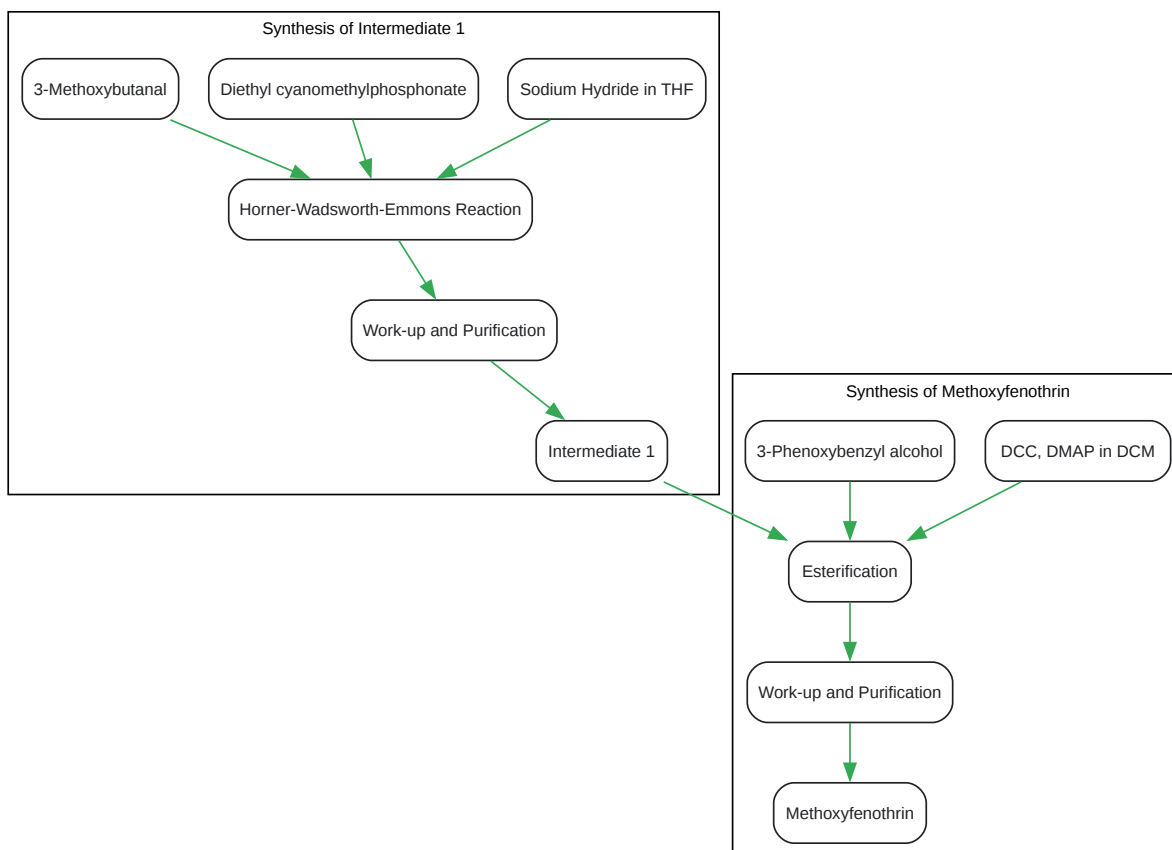 Synthesis of Intermediate 1
3-Methoxybutanal
Diethyl cyanomethylphosphonate
Sodium Hydride in THF
Horner-Wadsworth-Emmons Reaction
Work-up and Purification
Intermediate 1
Synthesis of Methoxyfenothrin
3-Phenoxybenzyl alcohol
DCC, DMAP in DCM
Esterification
Work-up and Purification
Methoxyfenothrin